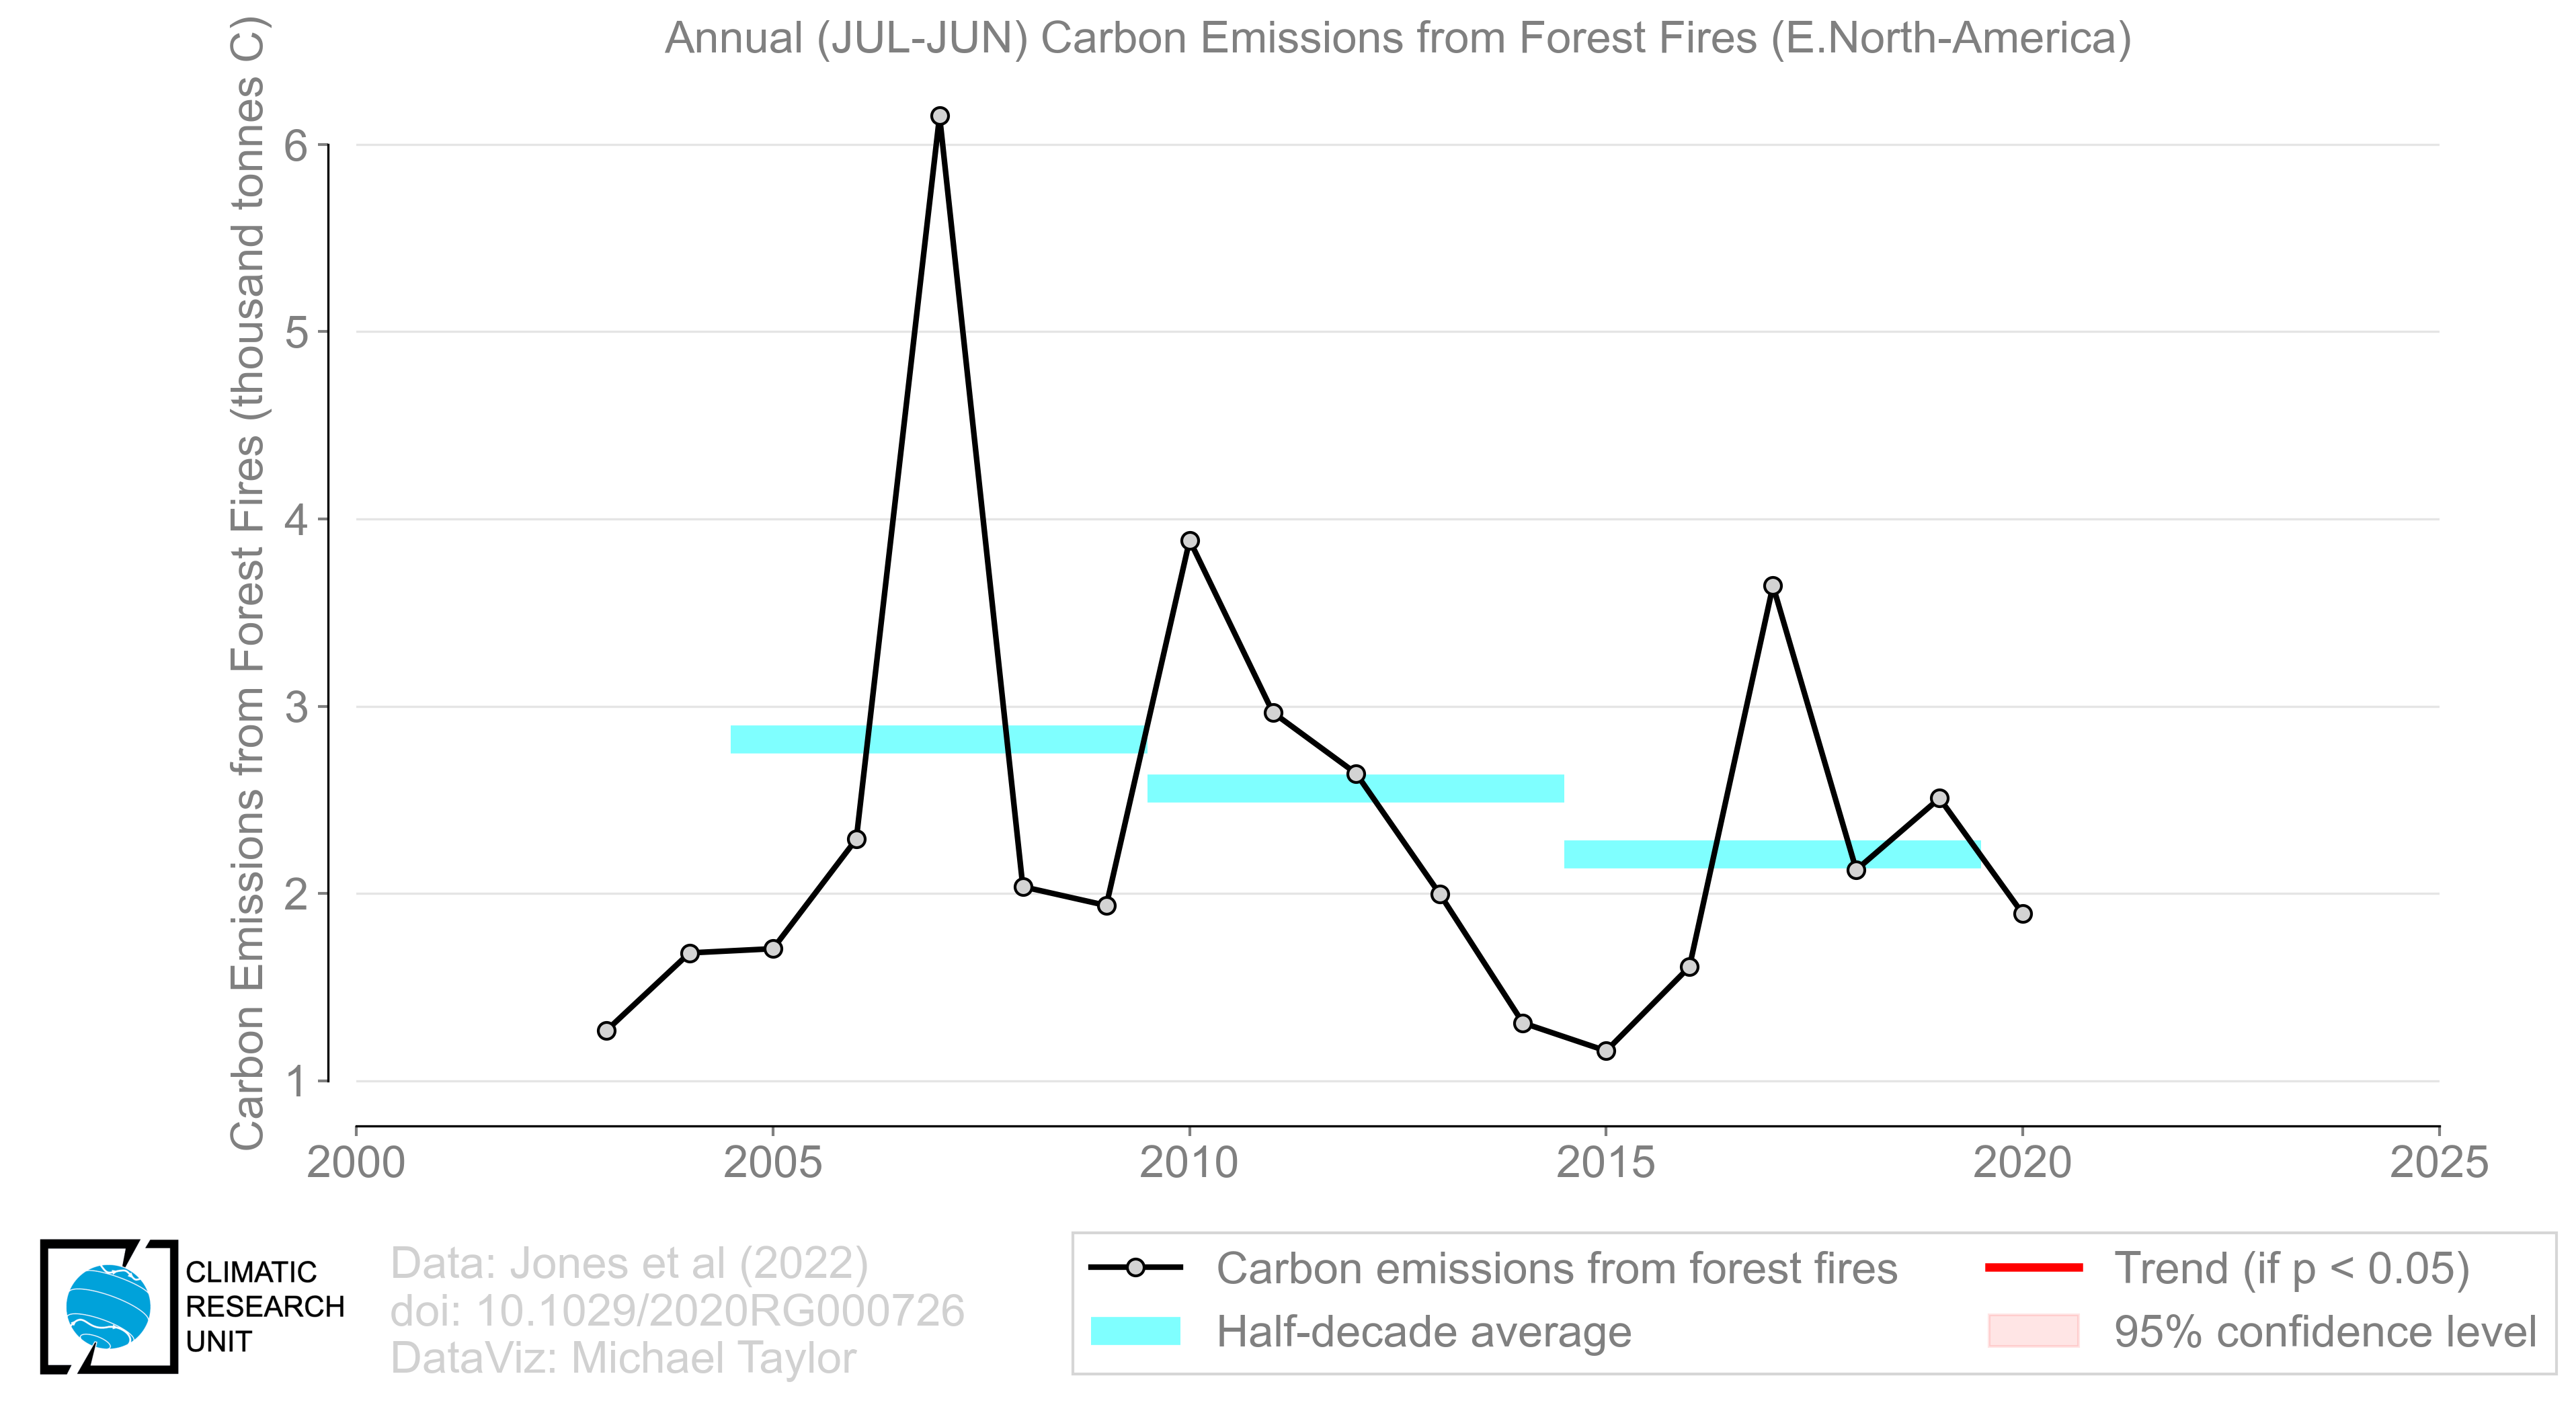 Annual (JUL-JUN) Carbon Emissions from Forest Fires (E.North-America)
Carbon Emissions from Forest Fires (thousand tonnes C)
6
5
4
3
2
1
2000 2005 2010 2015 2020 2025
CLIMATIC
RESEARCH
UNIT
Data: Jones et al (2022)
doi: 10.1029/2020RG000726
DataViz: Michael Taylor
Carbon emissions from forest fires
Half-decade average
Trend (if p < 0.05)
95% confidence level